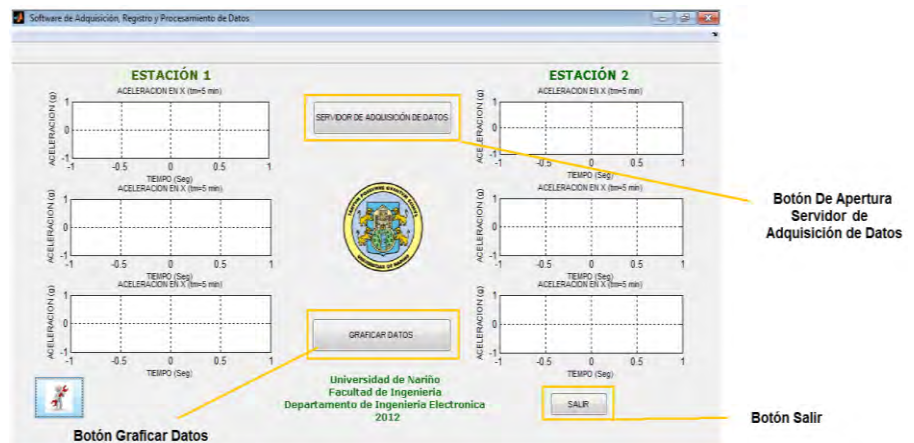 Software de Adquisición, Registro y Procesamiento de Datos
ESTACIÓN 1
ACELERACION EN X (tm=5 min)
ACELERACION (g)
1
0
-1
-1 -0.5 0 0.5 1
TIEMPO (Seg)
ACELERACION EN X (tm=5 min)
ACELERACION (g)
1
0
-1
-1 -0.5 0 0.5 1
TIEMPO (Seg)
ACELERACION EN X (tm=5 min)
ACELERACION (g)
1
0
-1
-1 -0.5 0 0.5 1
TIEMPO (Seg)
SERVIDOR DE ADQUISICIÓN DE DATOS
GRAFICAR DATOS
Universidad de Nariño
Facultad de Ingenieria
Departamento de Ingenieria Electronica
2012
ESTACIÓN 2
ACELERACION EN X (tm=5 min)
ACELERACION (g)
1
0
-1
-1 -0.5 0 0.5 1
TIEMPO (Seg)
ACELERACION EN X (tm=5 min)
ACELERACION (g)
1
0
-1
-1 -0.5 0 0.5 1
TIEMPO (Seg)
ACELERACION EN X (tm=5 min)
ACELERACION (g)
1
0
-1
-1 -0.5 0 0.5 1
TIEMPO (Seg)
SALIR
Botón De Apertura
Servidor de
Adquisición de Datos
Botón Salir
Botón Graficar Datos